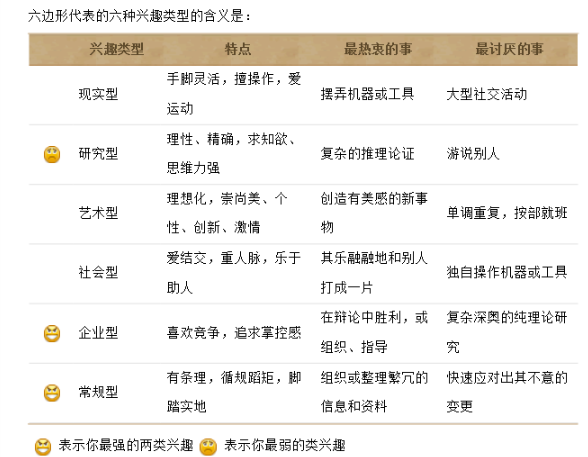 六边形代表的六种兴趣类型的含义是：
兴趣类型 特点 最热衷的事 最讨厌的事
手脚灵活，擅操作，爱
运动
现实型
摆弄机器或工具
大型社交活动
研究型
理性、精确，求知欲、
思维力强
复杂的推理论证
游说别人
艺术型
理想化，崇尚美、个
性、创新、激情
创造有美感的新事
物
单调重复，按部就班
社会型
爱结交，重人脉，乐于
助人
其乐融融地和别人
打成一片
独自操作机器或工具
企业型
喜欢竞争，追求掌控感
在辩论中胜利，或
组织、指导
复杂深奥的纯理论研
究
常规型
有条理，循规蹈矩，脚
踏实地
组织或整理繁冗的
信息和资料
快速应对出其不意的
变更
表示你最强的两类兴趣 表示你最弱的类兴趣